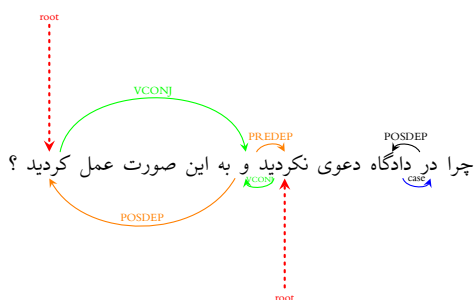 root
VCONJ
PREDEP
POSDEP
چرا در دادگاه دعوی نکردید و به این صورت عمل کردید ؟
VCONJ
case
POSDEP
root